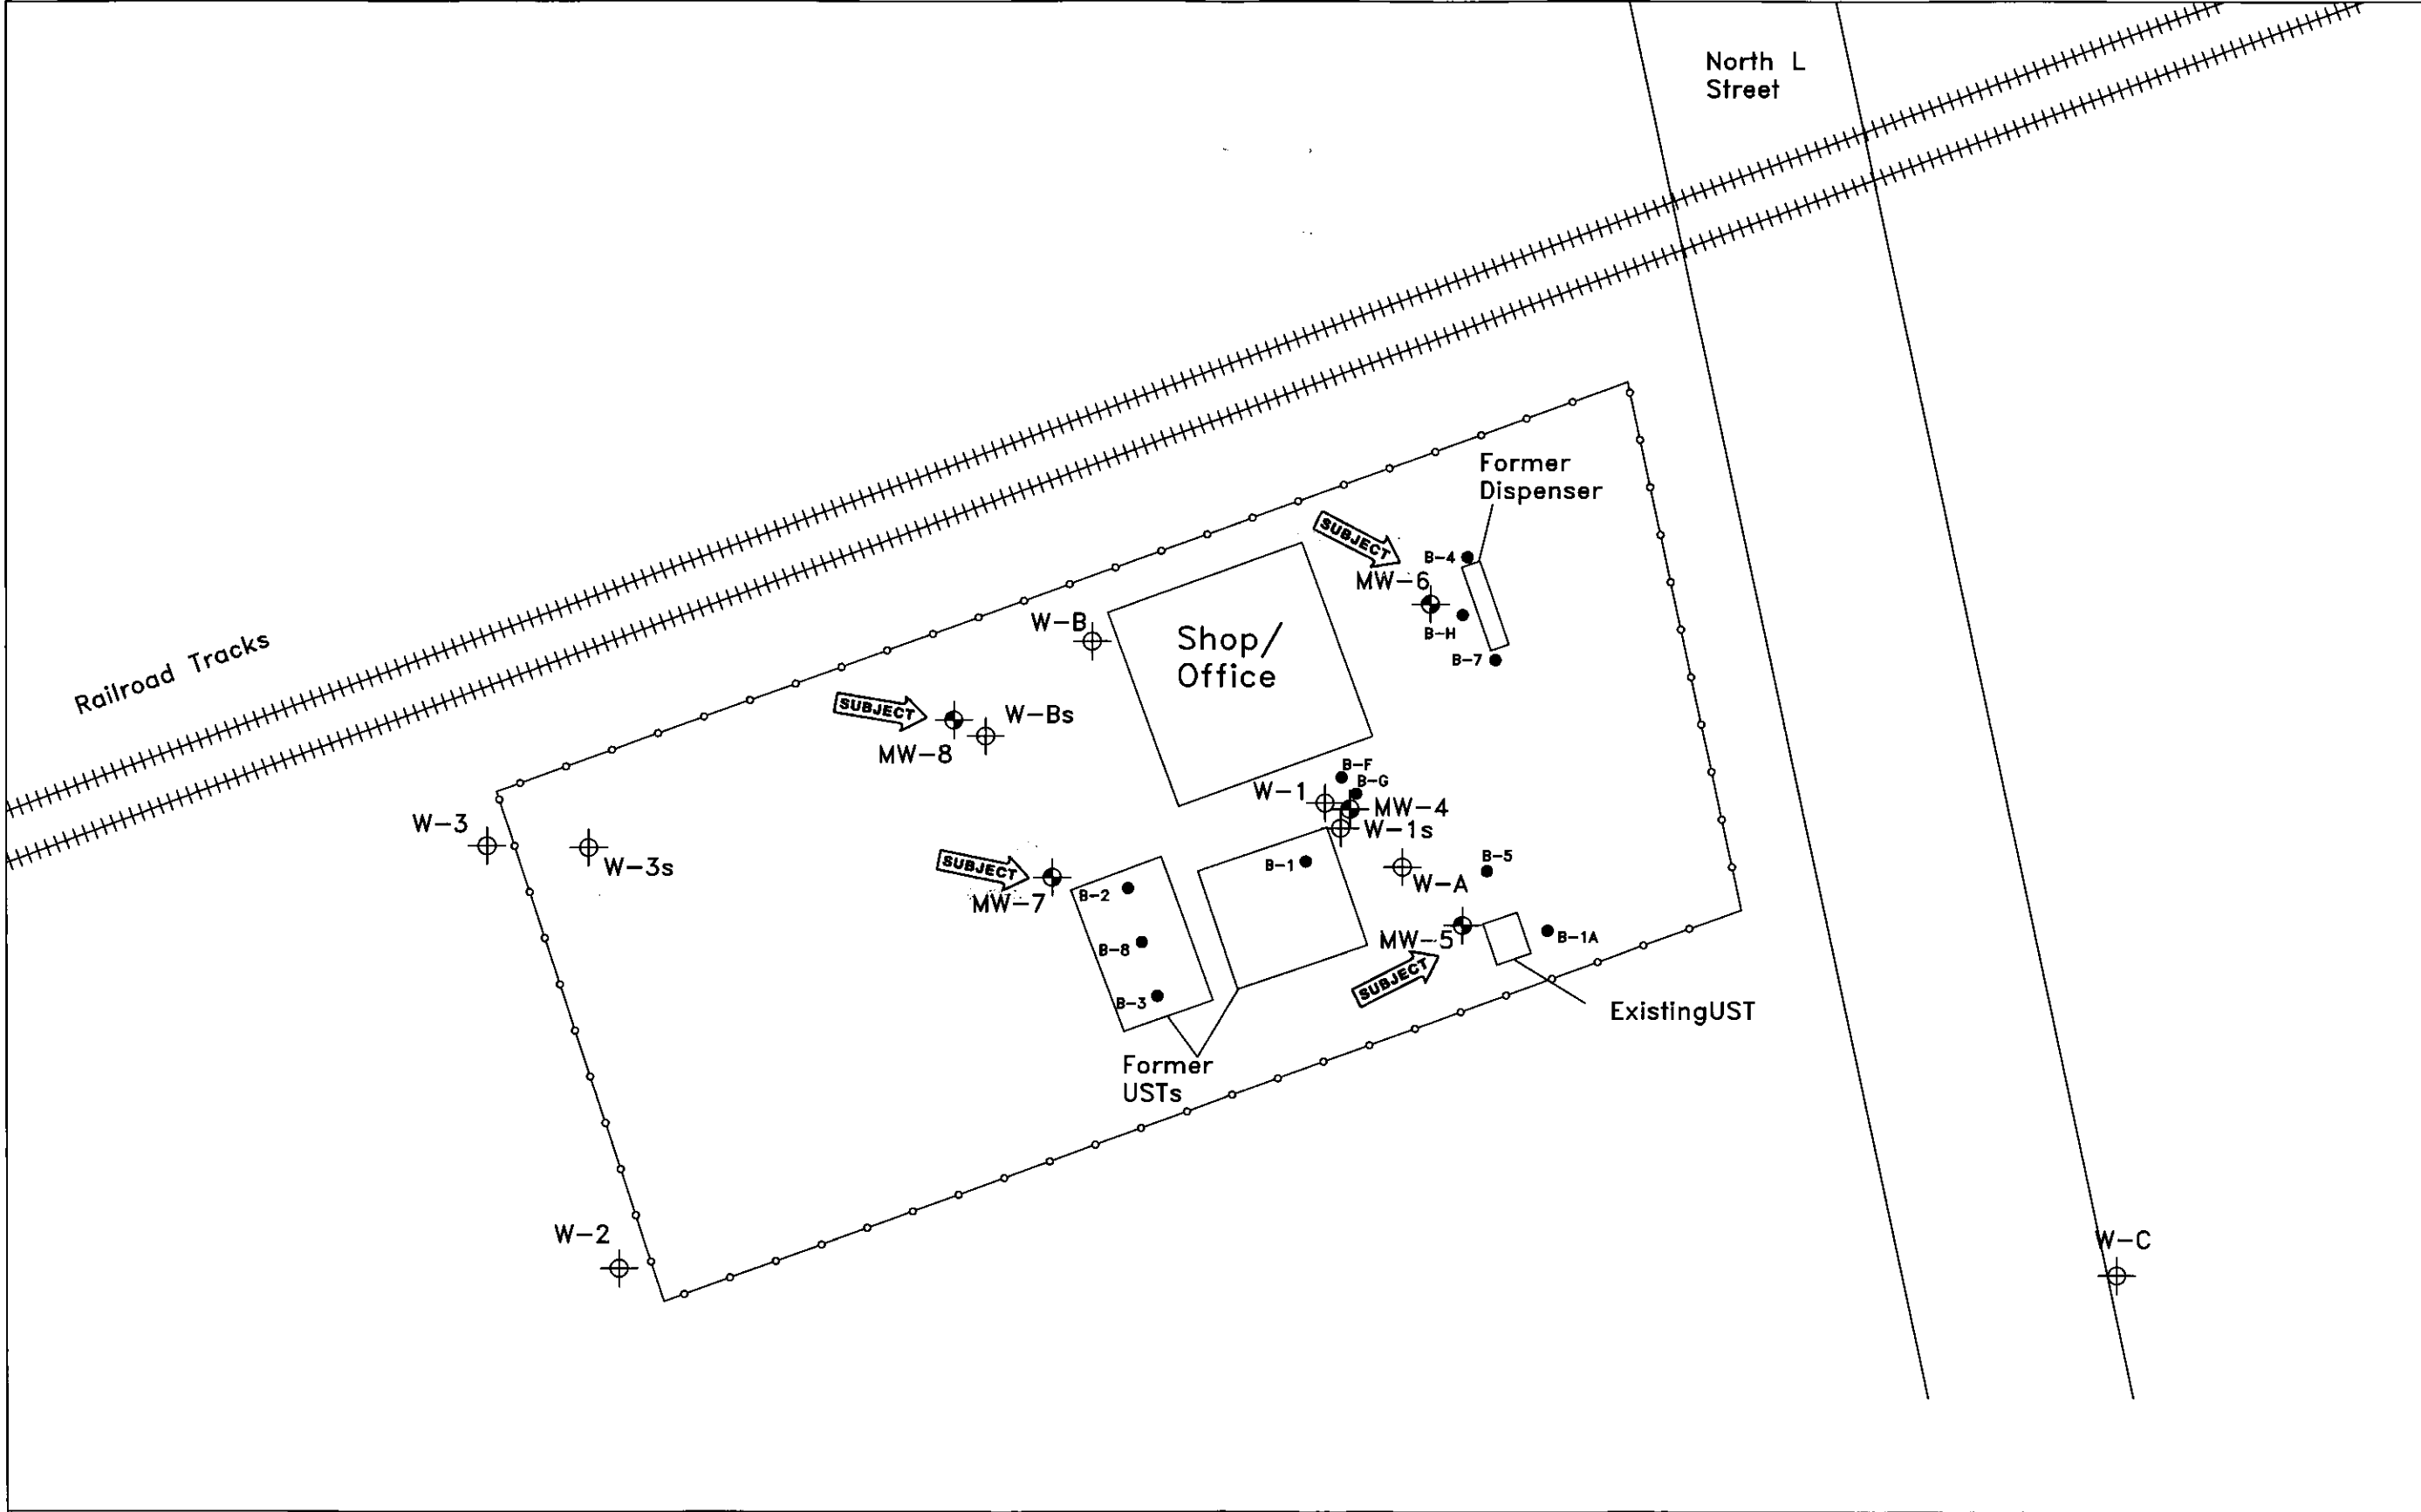 North L
Street
Former
Dispenser
SUBJECT
B-4
MW-6
B-H
B-7
W-B
Shop/
Office
Railroad Tracks
SUBJECT
W-Bs
MW-8
B-F
B-G
W-1
MW-4
W-1s
W-3
W-3s
SUBJECT
MW-7
B-2
B-1
B-5
W-A
B-8
MW-5
B-1A
SUBJECT
B-3
ExistingUST
Former
USTs
W-2
W-C